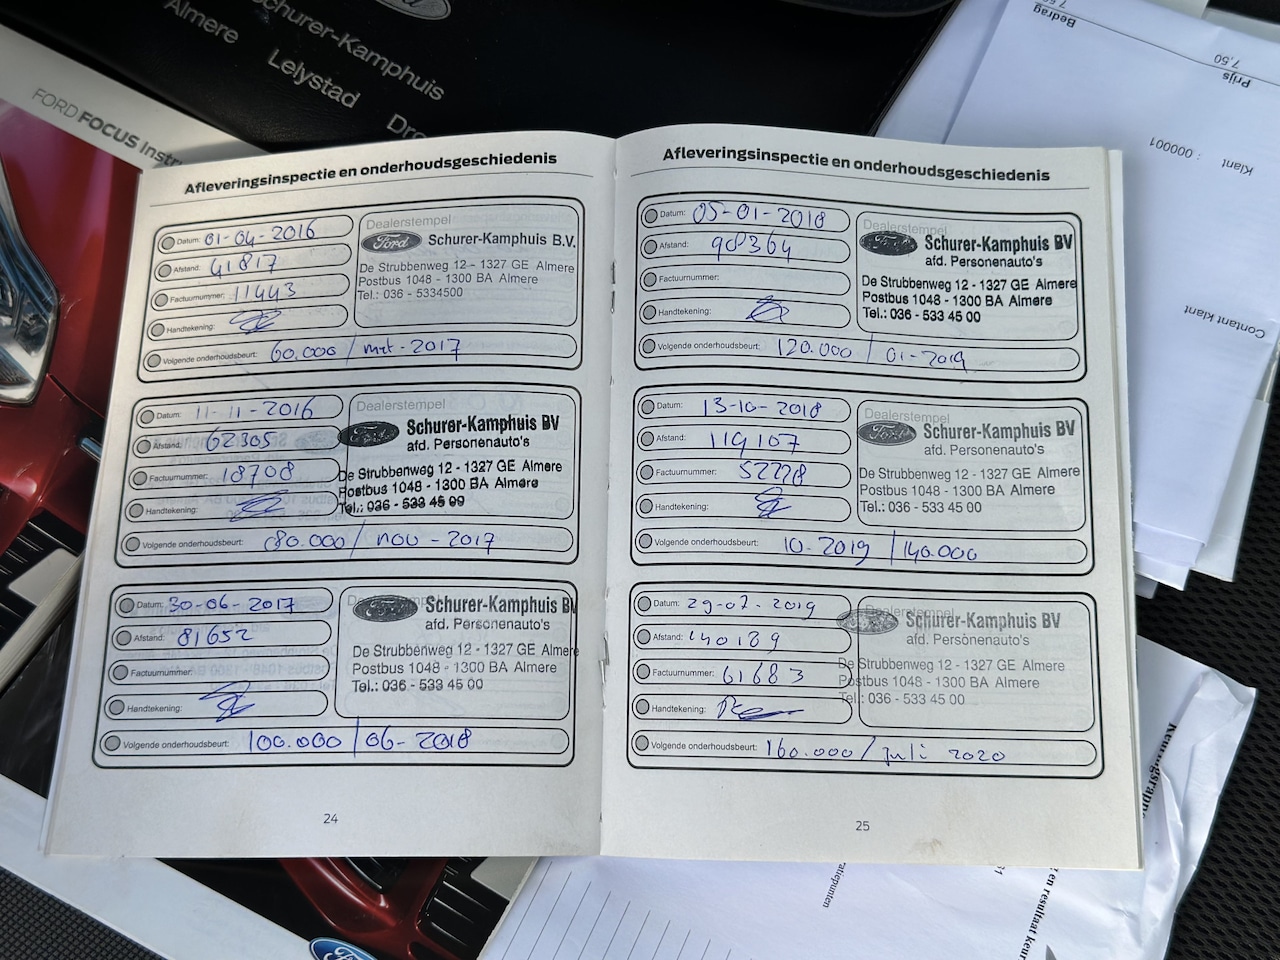 Schurer-Kamphuis
Almere
Lelystad
FORD FOCUS
Bedrag
7,50
Prijs
Klant : 000001
Contant klant
Afleveringsinspectie en onderhoudsgeschiedenis
Datum: 01-04-2016
Afstand: 41817
Factuurnummer: 11443
Handtekening:
Volgende onderhoudsbeurt: 60.000 / mrt-2017
Dealerstempel
Ford Schurer-Kamphuis B.V.
De Strubbenweg 12 - 1327 GE Almere
Postbus 1048 - 1300 BA Almere
Tel.: 036 - 5334500
Datum: 11-11-2016
Afstand: 62305
Factuurnummer: 18708
Handtekening:
Volgende onderhoudsbeurt: 80.000 / nov - 2017
Dealerstempel
Ford Schurer-Kamphuis BV
afd. Personenauto's
De Strubbenweg 12 - 1327 GE Almere
Postbus 1048 - 1300 BA Almere
Tel.: 036 - 533 45 00
Datum: 30-06-2017
Afstand: 81652
Factuurnummer:
Handtekening:
Volgende onderhoudsbeurt: 100.000 / 06-2018
Ford Schurer-Kamphuis BV
afd. Personenauto's
De Strubbenweg 12 - 1327 GE Almere
Postbus 1048 - 1300 BA Almere
Tel.: 036 - 533 45 00
24
Afleveringsinspectie en onderhoudsgeschiedenis
Datum: 05-01-2018
Afstand: 98364
Factuurnummer:
Handtekening:
Volgende onderhoudsbeurt: 120.000 / 01-2019
Dealerstempel
Ford Schurer-Kamphuis BV
afd. Personenauto's
De Strubbenweg 12 - 1327 GE Almere
Postbus 1048 - 1300 BA Almere
Tel.: 036 - 533 45 00
Datum: 13-10-2018
Afstand: 119107
Factuurnummer: 52228
Handtekening:
Volgende onderhoudsbeurt: 10-2019 / 140.000
Dealerstempel
Ford Schurer-Kamphuis BV
afd. Personenauto's
De Strubbenweg 12 - 1327 GE Almere
Postbus 1048 - 1300 BA Almere
Tel.: 036 - 533 45 00
Datum: 29-07-2019
Afstand: 140189
Factuurnummer: 61683
Handtekening:
Volgende onderhoudsbeurt: 160.000 / Juli 2020
Dealerstempel
Schurer-Kamphuis BV
afd. Personenauto's
De Strubbenweg 12 - 1327 GE Almere
Postbus 1048 - 1300 BA Almere
Tel.: 036 - 533 45 00
25